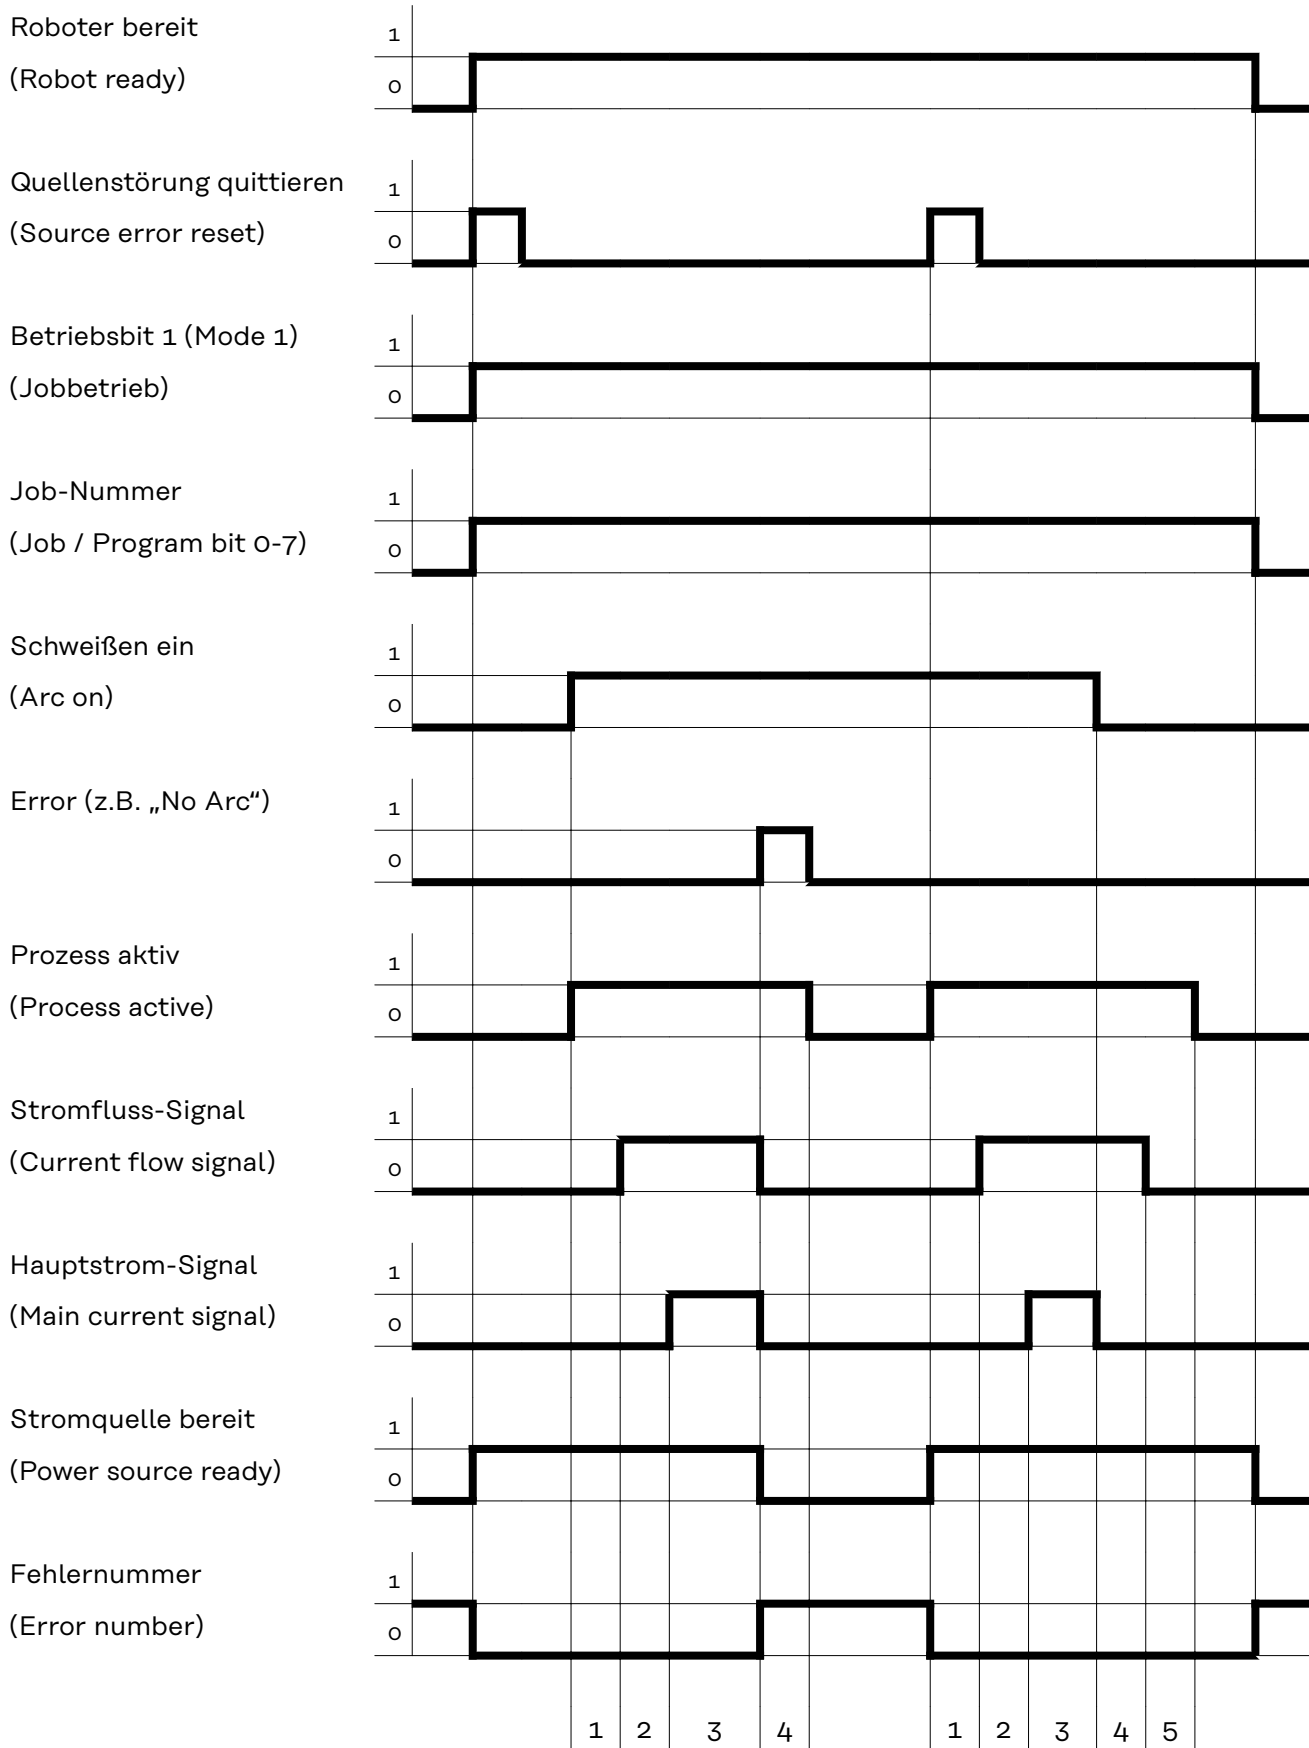 Roboter bereit
1
(Robot ready)
0
Quellenstörung quittieren
1
(Source error reset)
0
Betriebsbit 1 (Mode 1)
1
(Jobbetrieb)
0
Job-Nummer
1
(Job / Program bit 0-7)
0
Schweißen ein
1
(Arc on)
0
Error (z.B. „No Arc“)
1
0
Prozess aktiv
1
(Process active)
0
Stromfluss-Signal
1
(Current flow signal)
0
Hauptstrom-Signal
1
(Main current signal)
0
Stromquelle bereit
1
(Power source ready)
0
Fehlernummer
1
(Error number)
0
1 2 3 4 1 2 3 4 5